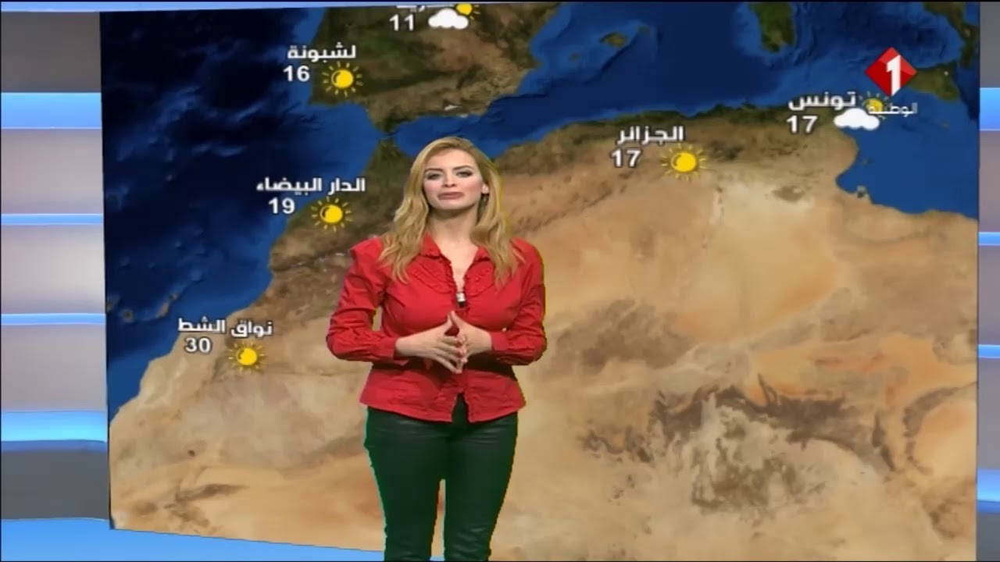 11
لشبونة
16
1
الوطنية
تونس
17
الجزائر
17
الدار البيضاء
19
نواق الشط
30